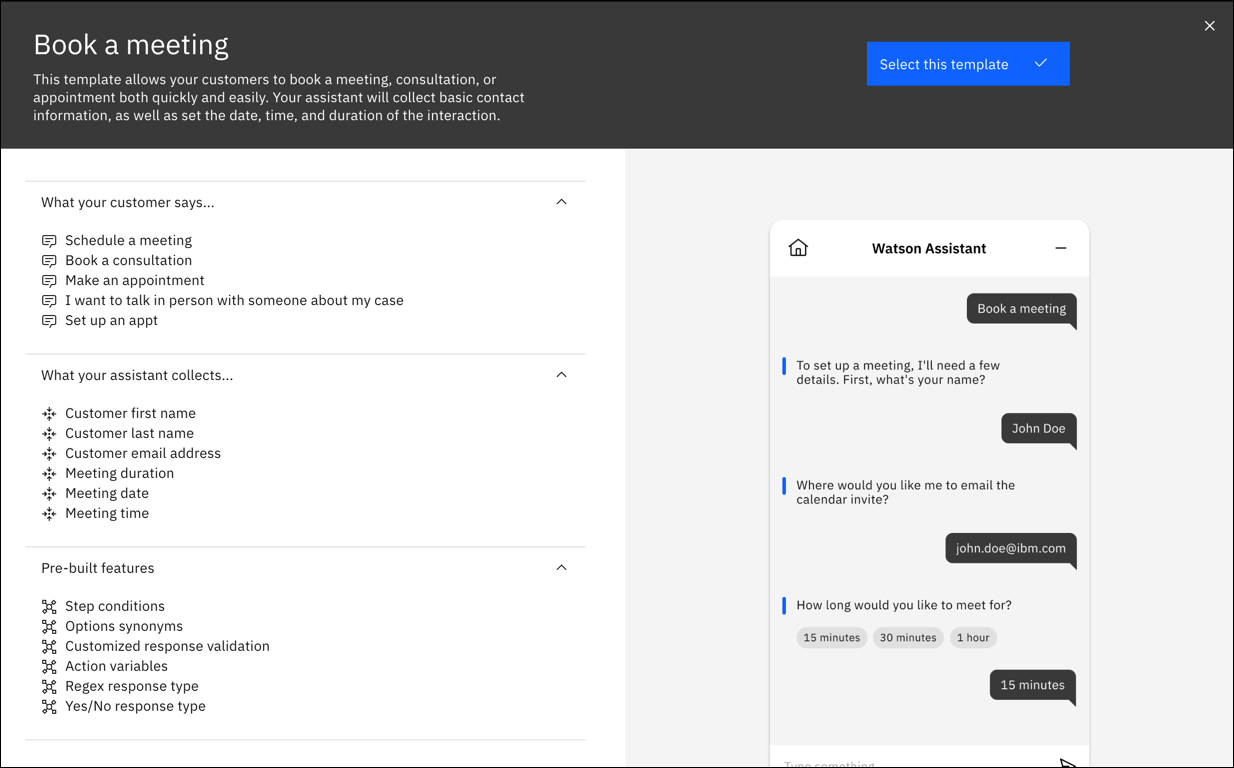 Book a meeting
This template allows your customers to book a meeting, consultation, or
appointment both quickly and easily. Your assistant will collect basic contact
information, as well as set the date, time, and duration of the interaction.
Select this template
What your customer says...
Schedule a meeting
Book a consultation
Make an appointment
I want to talk in person with someone about my case
Set up an appt
What your assistant collects...
Customer first name
Customer last name
Customer email address
Meeting duration
Meeting date
Meeting time
Pre-built features
Step conditions
Options synonyms
Customized response validation
Action variables
Regex response type
Yes/No response type
Watson Assistant
Book a meeting
To set up a meeting, I'll need a few
details. First, what's your name?
John Doe
Where would you like me to email the
calendar invite?
john.doe@ibm.com
How long would you like to meet for?
15 minutes 30 minutes 1 hour
15 minutes
Type something